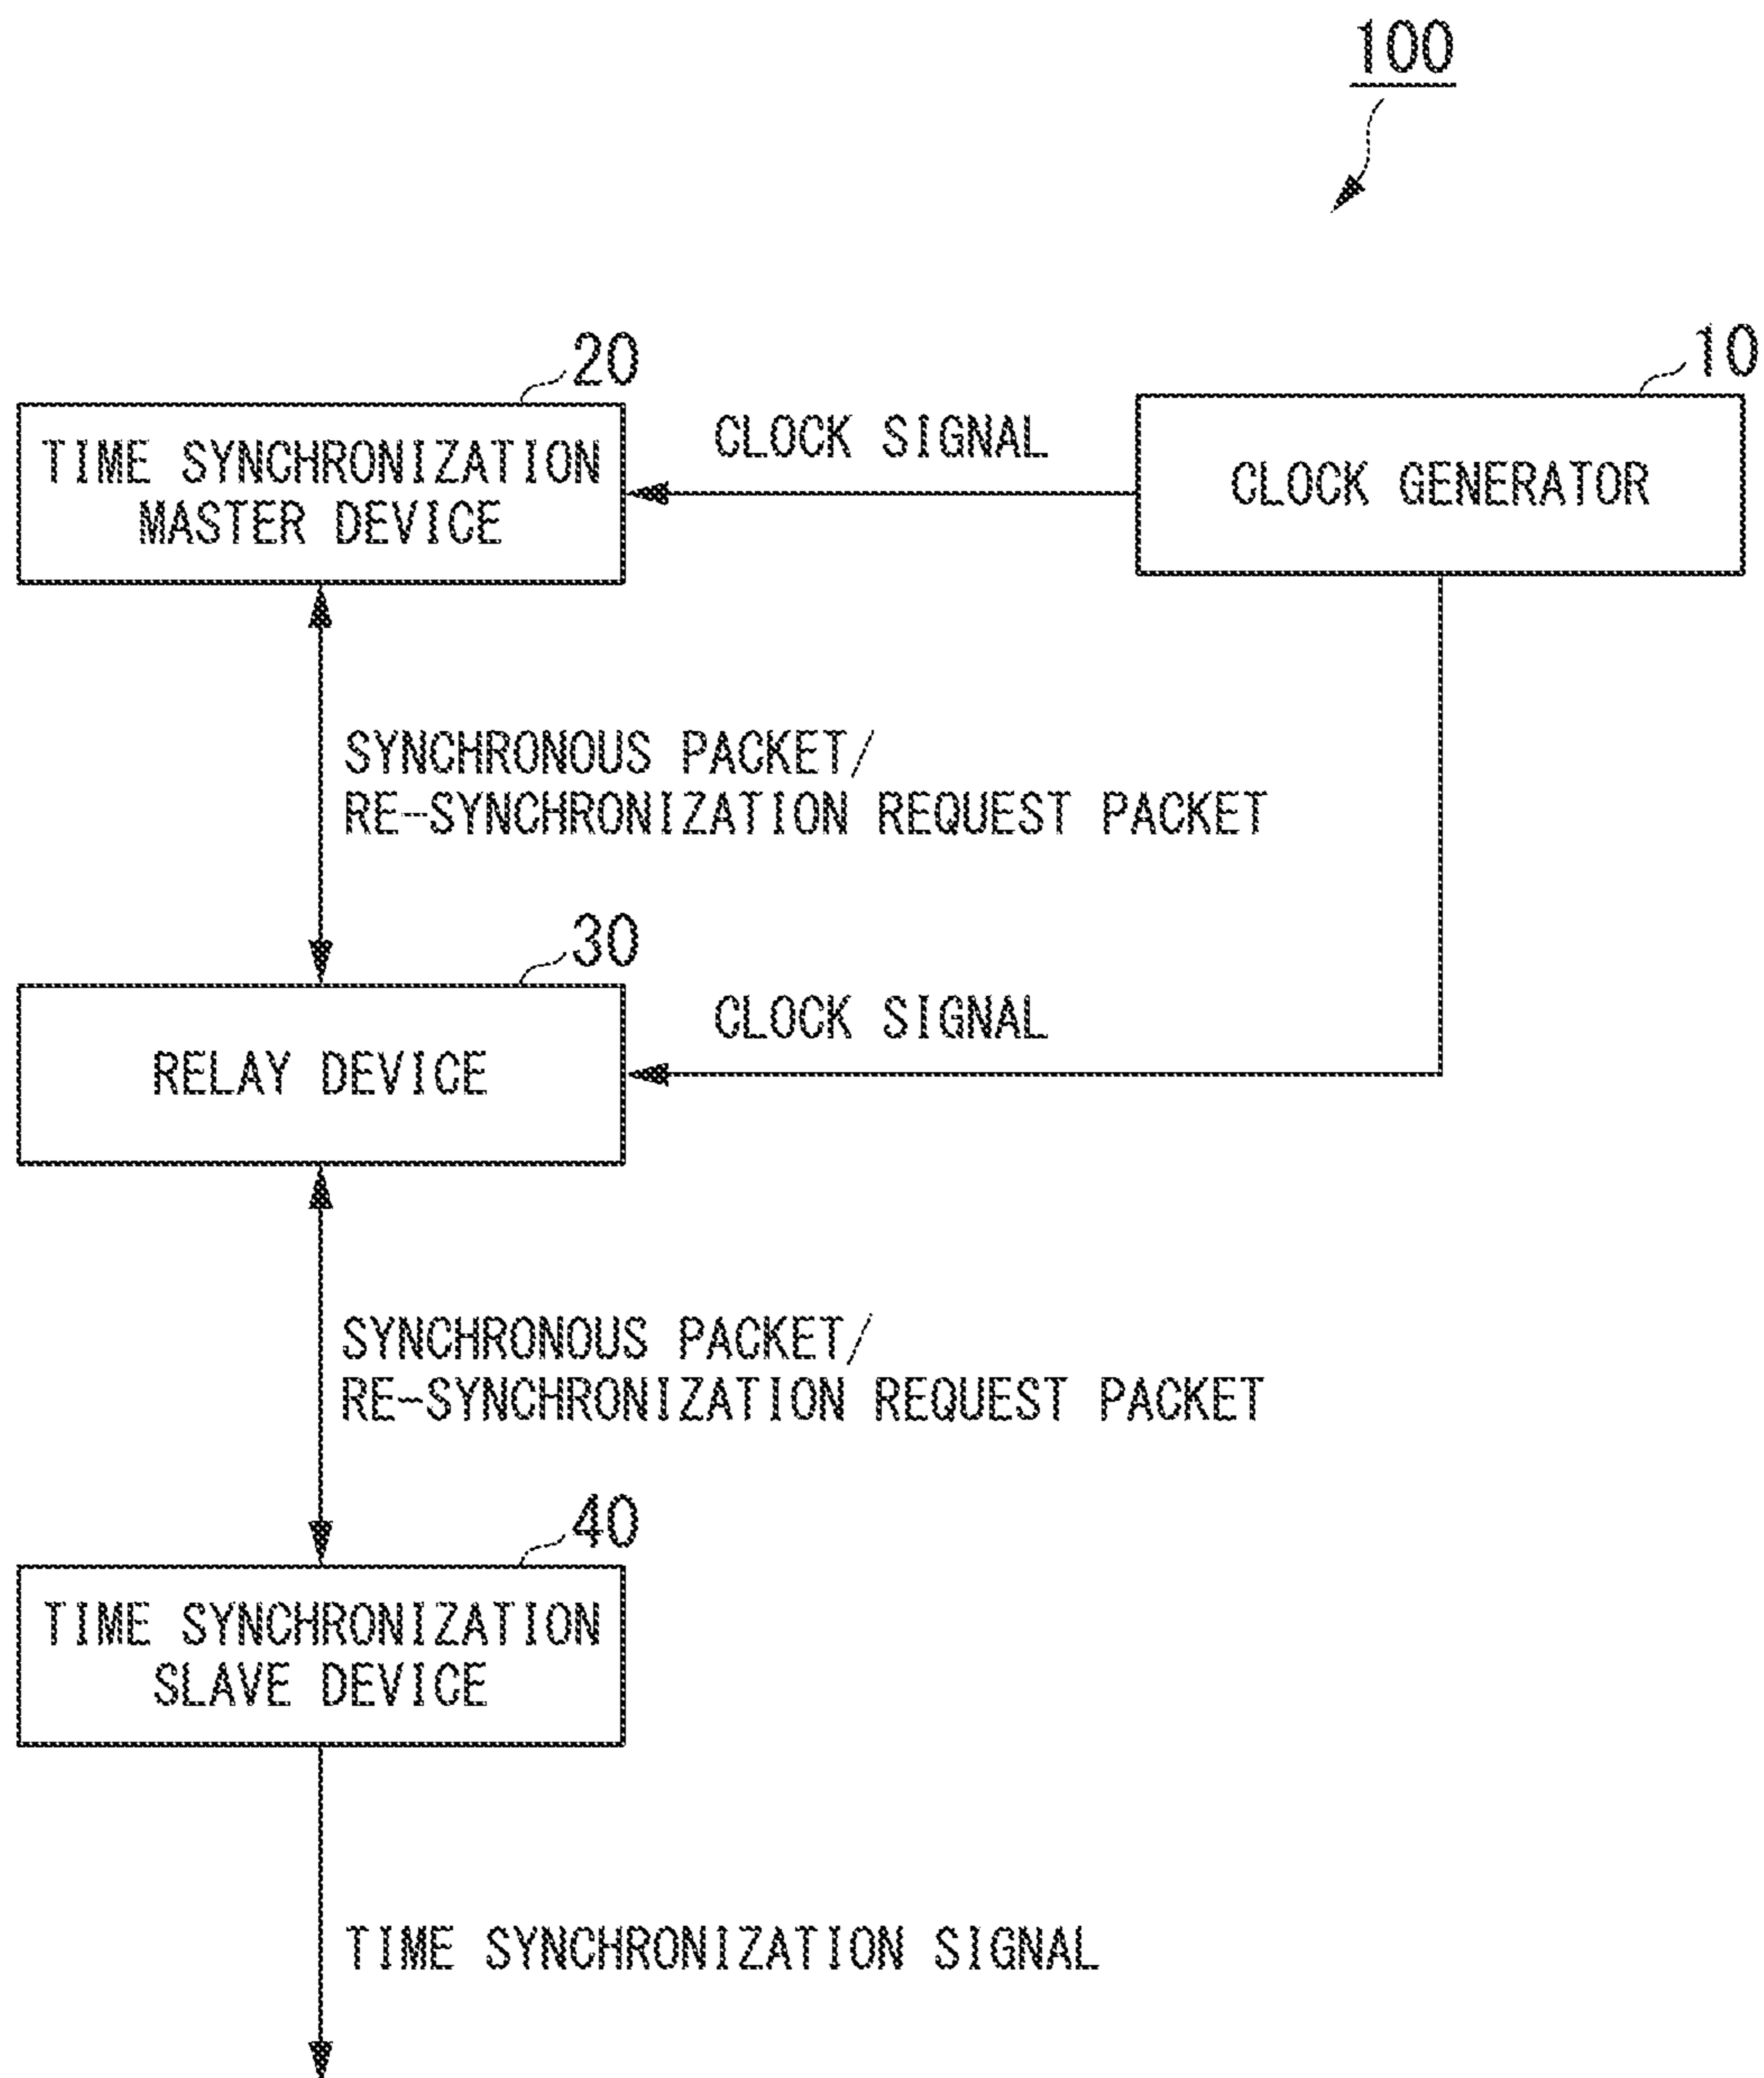 100
20
10
TIME SYNCHRONIZATION
MASTER DEVICE
CLOCK SIGNAL
CLOCK GENERATOR
SYNCHRONOUS PACKET/
RE-SYNCHRONIZATION REQUEST PACKET
30
RELAY DEVICE
CLOCK SIGNAL
SYNCHRONOUS PACKET/
RE-SYNCHRONIZATION REQUEST PACKET
40
TIME SYNCHRONIZATION
SLAVE DEVICE
TIME SYNCHRONIZATION SIGNAL